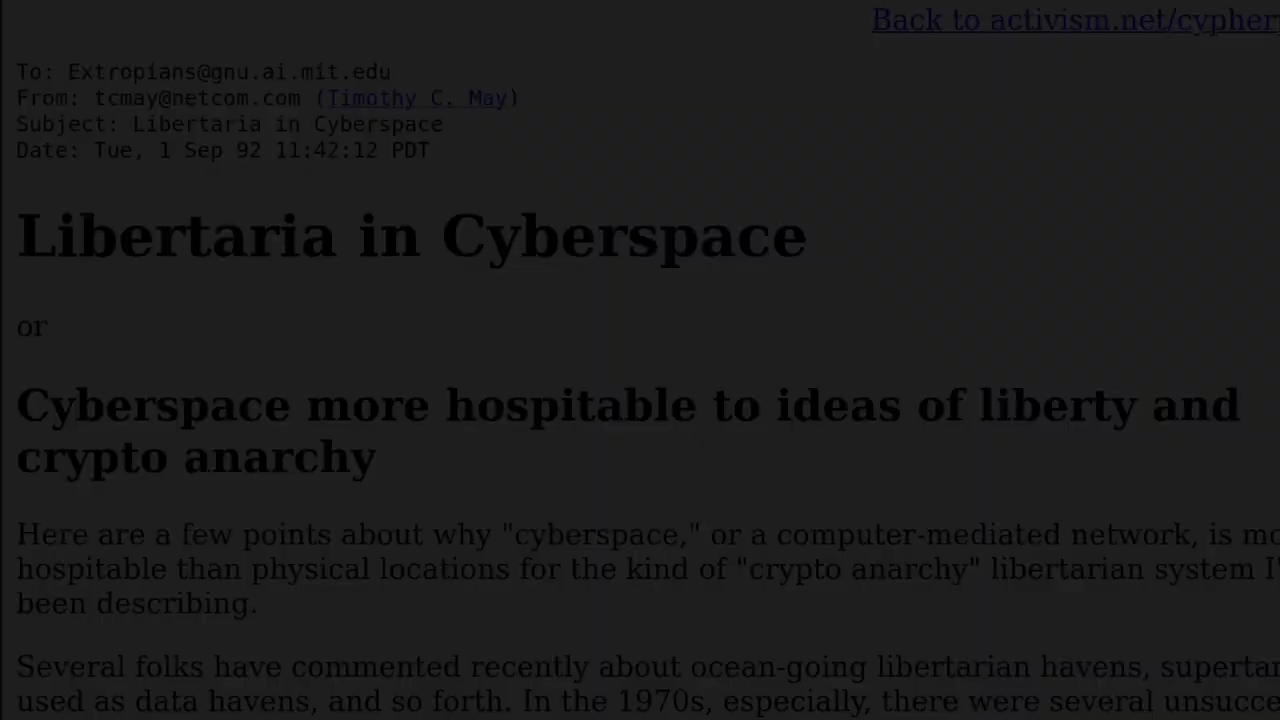 Back to activism.net/cypher
To: Extropians@gnu.ai.mit.edu
From: tcmay@netcom.com (Timothy C. May)
Subject: Libertaria in Cyberspace
Date: Tue, 1 Sep 92 11:42:12 PDT
Libertaria in Cyberspace
or
Cyberspace more hospitable to ideas of liberty and
crypto anarchy
Here are a few points about why "cyberspace," or a computer-mediated network, is mo
hospitable than physical locations for the kind of "crypto anarchy" libertarian system I'
been describing.
Several folks have commented recently about ocean-going libertarian havens, supertan
used as data havens, and so forth. In the 1970s, especially, there were several unsucce